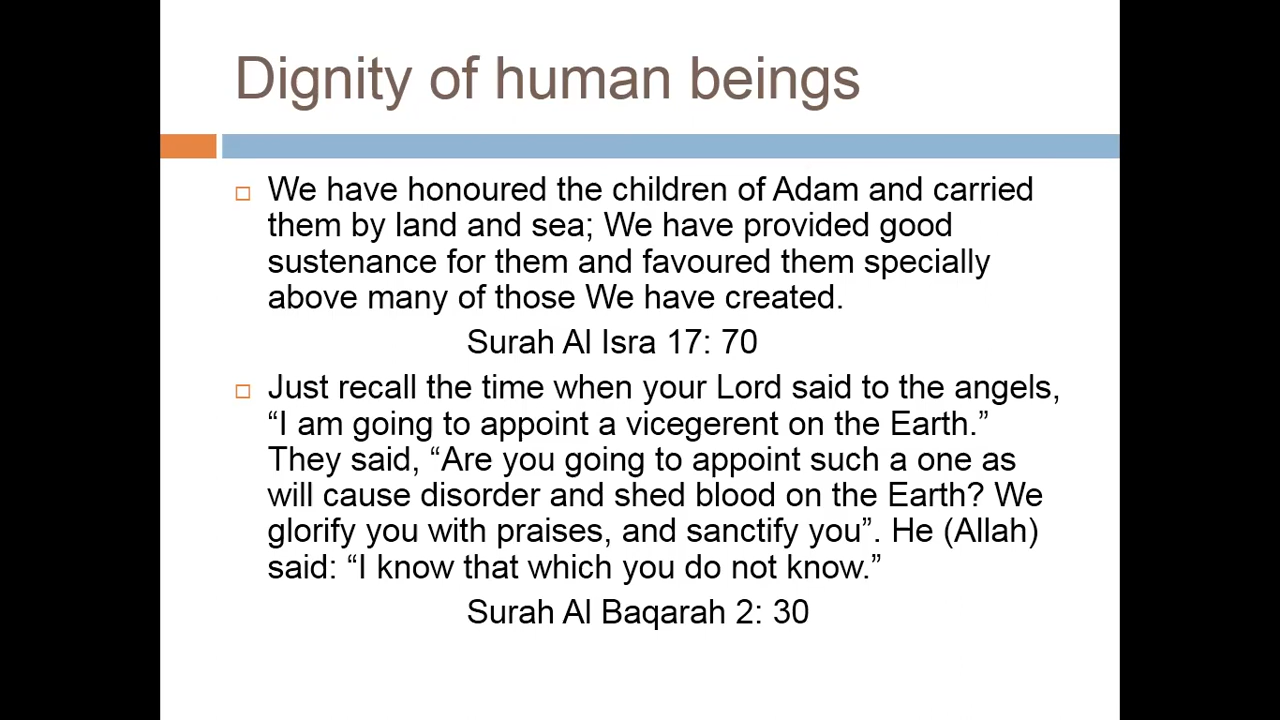 Dignity of human beings
We have honoured the children of Adam and carried
them by land and sea; We have provided good
sustenance for them and favoured them specially
above many of those We have created.
Surah Al Isra 17: 70
Just recall the time when your Lord said to the angels,
“I am going to appoint a vicegerent on the Earth.”
They said, “Are you going to appoint such a one as
will cause disorder and shed blood on the Earth? We
glorify you with praises, and sanctify you”. He (Allah)
said: “I know that which you do not know.”
Surah Al Baqarah 2: 30